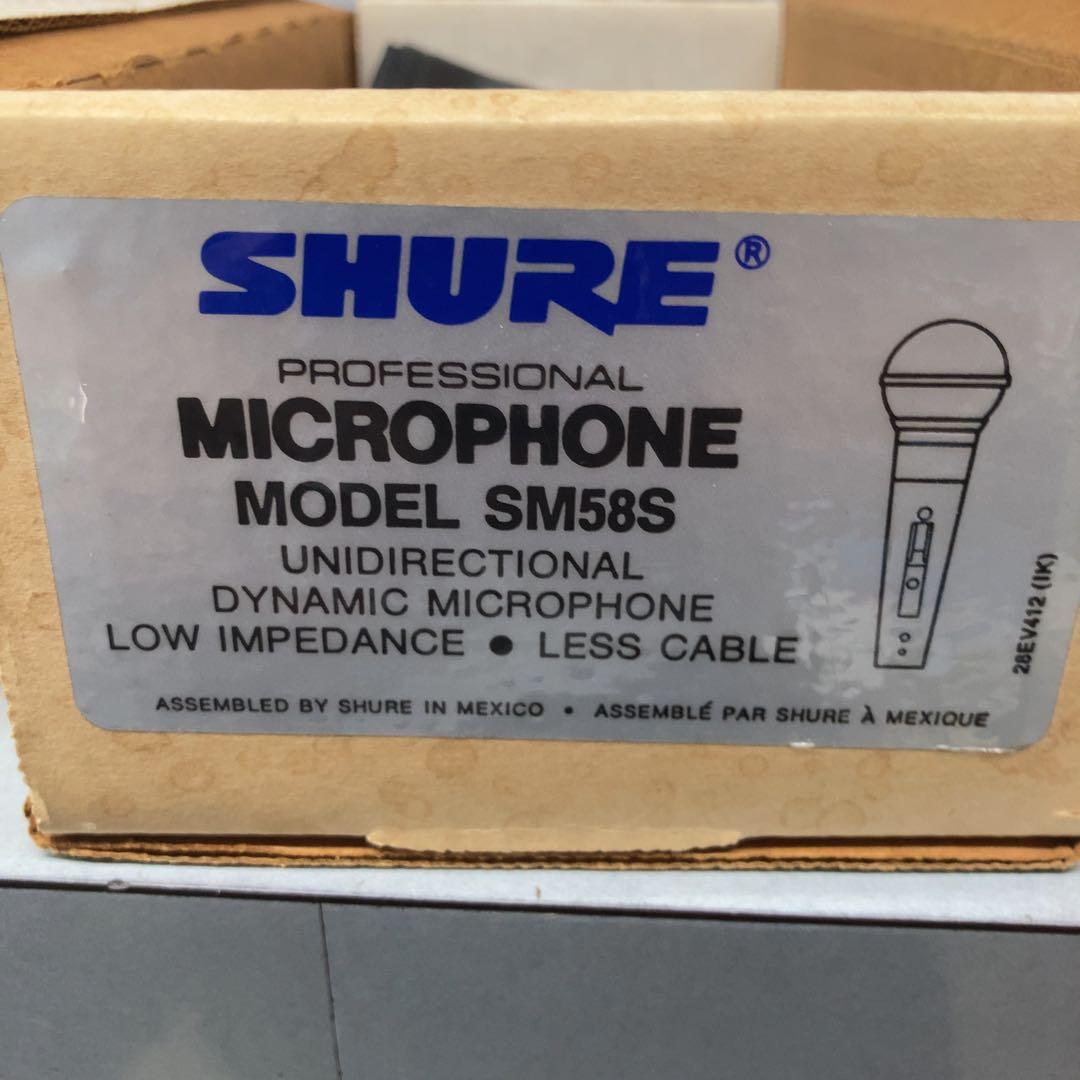 SHURE®
PROFESSIONAL
MICROPHONE
MODEL SM58S
UNIDIRECTIONAL
DYNAMIC MICROPHONE
LOW IMPEDANCE ● LESS CABLE
ASSEMBLED BY SHURE IN MEXICO • ASSEMBLÉ PAR SHURE À MEXIQUE
28EV412 (IK)